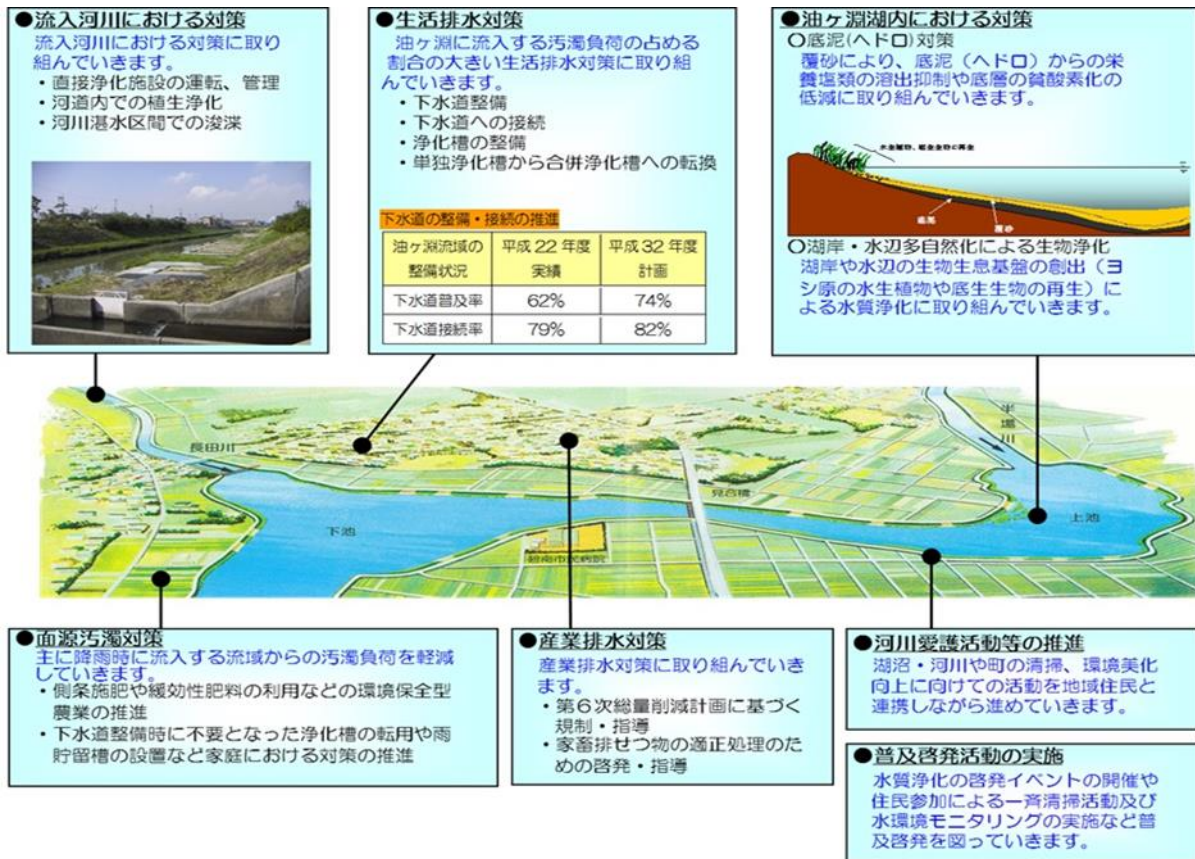 ●流入河川における対策
流入河川における対策に取り
組んでいきます。
・直接浄化施設の運転、管理
・河道内での植生浄化
・河川湛水区間での浚渫
●生活排水対策
油ヶ淵に流入する汚濁負荷の占める
割合の大きい生活排水対策に取り組
んでいきます。
・下水道整備
・下水道への接続
・浄化槽の整備
・単独浄化槽から合併浄化槽への転換
下水道の整備・接続の推進
油ヶ淵流域の 平成22年度 平成32年度
整備状況 実績 計画
下水道普及率 62% 74%
下水道接続率 79% 82%
●油ヶ淵湖内における対策
○底泥(ヘドロ)対策
覆砂により、底泥(ヘドロ)からの栄
養塩類の溶出抑制や底層の貧酸素化の
低減に取り組んでいきます。
水生植物、底生生物の再生
底泥
覆砂
○湖岸・水辺多自然化による生物浄化
湖岸や水辺の生物生息基盤の創出(ヨ
シ原の水生植物や底生生物の再生)に
よる水質浄化に取り組んでいきます。
長田川
半場川
見合橋
下池
上池
碧南市民病院
●面源汚濁対策
主に降雨時に流入する流域からの汚濁負荷を軽減
していきます。
・側条施肥や緩効性肥料の利用などの環境保全型
農業の推進
・下水道整備時に不要となった浄化槽の転用や雨
貯留槽の設置など家庭における対策の推進
●産業排水対策
産業排水対策に取り組んでいき
ます。
・第6次総量削減計画に基づく
規制・指導
・家畜排せつ物の適正処理のた
めの啓発・指導
●河川愛護活動等の推進
湖沼・河川や町の清掃、環境美化
向上に向けての活動を地域住民と
連携しながら進めていきます。
●普及啓発活動の実施
水質浄化の啓発イベントの開催や
住民参加による一斉清掃活動及び
水環境モニタリングの実施など普
及啓発を図っていきます。